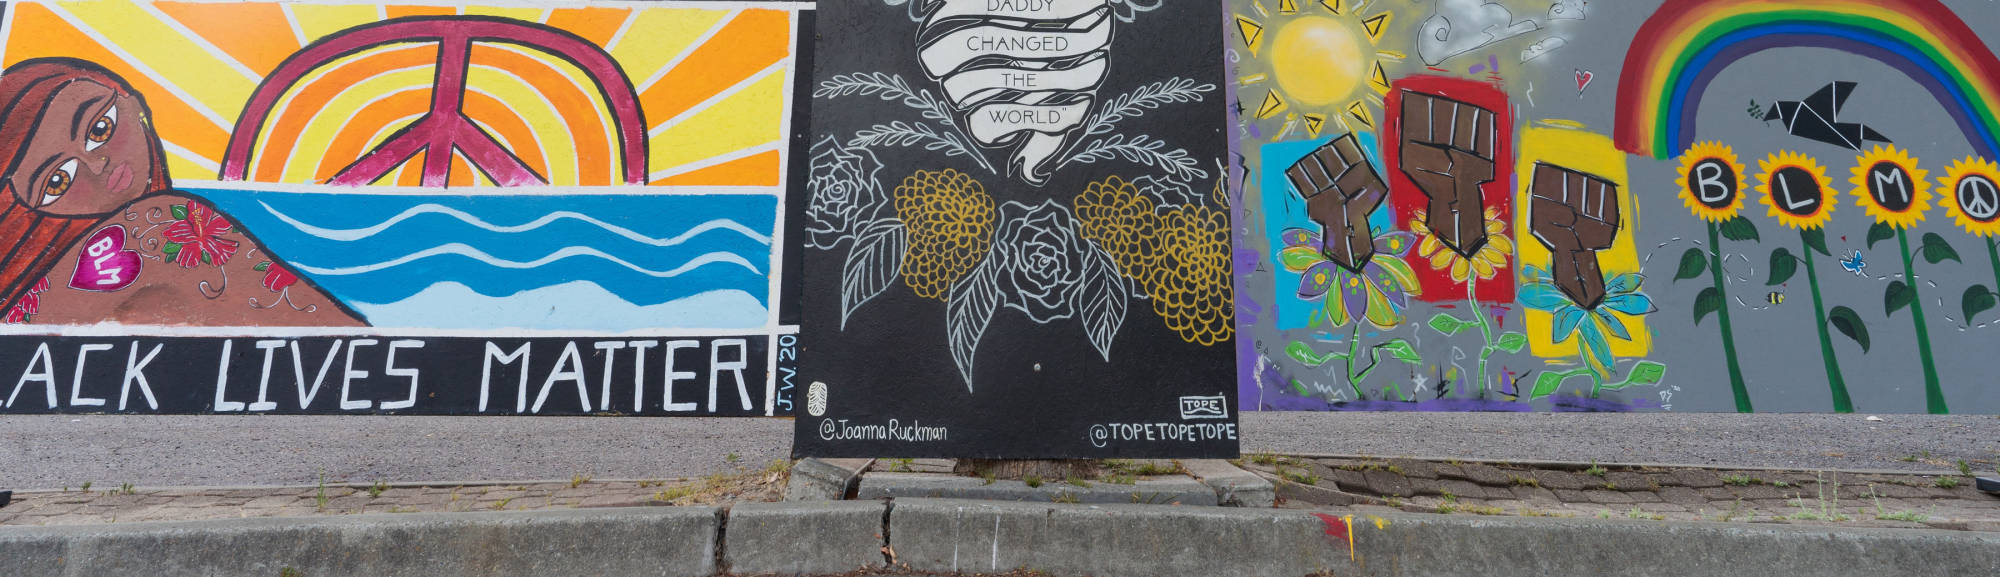 BLM
ACK LIVES MATTER
J.W. '20
DADDY
CHANGED
THE
WORLD"
@JoannaRuckman
TOPE
@TOPETOPETOPE
B L M